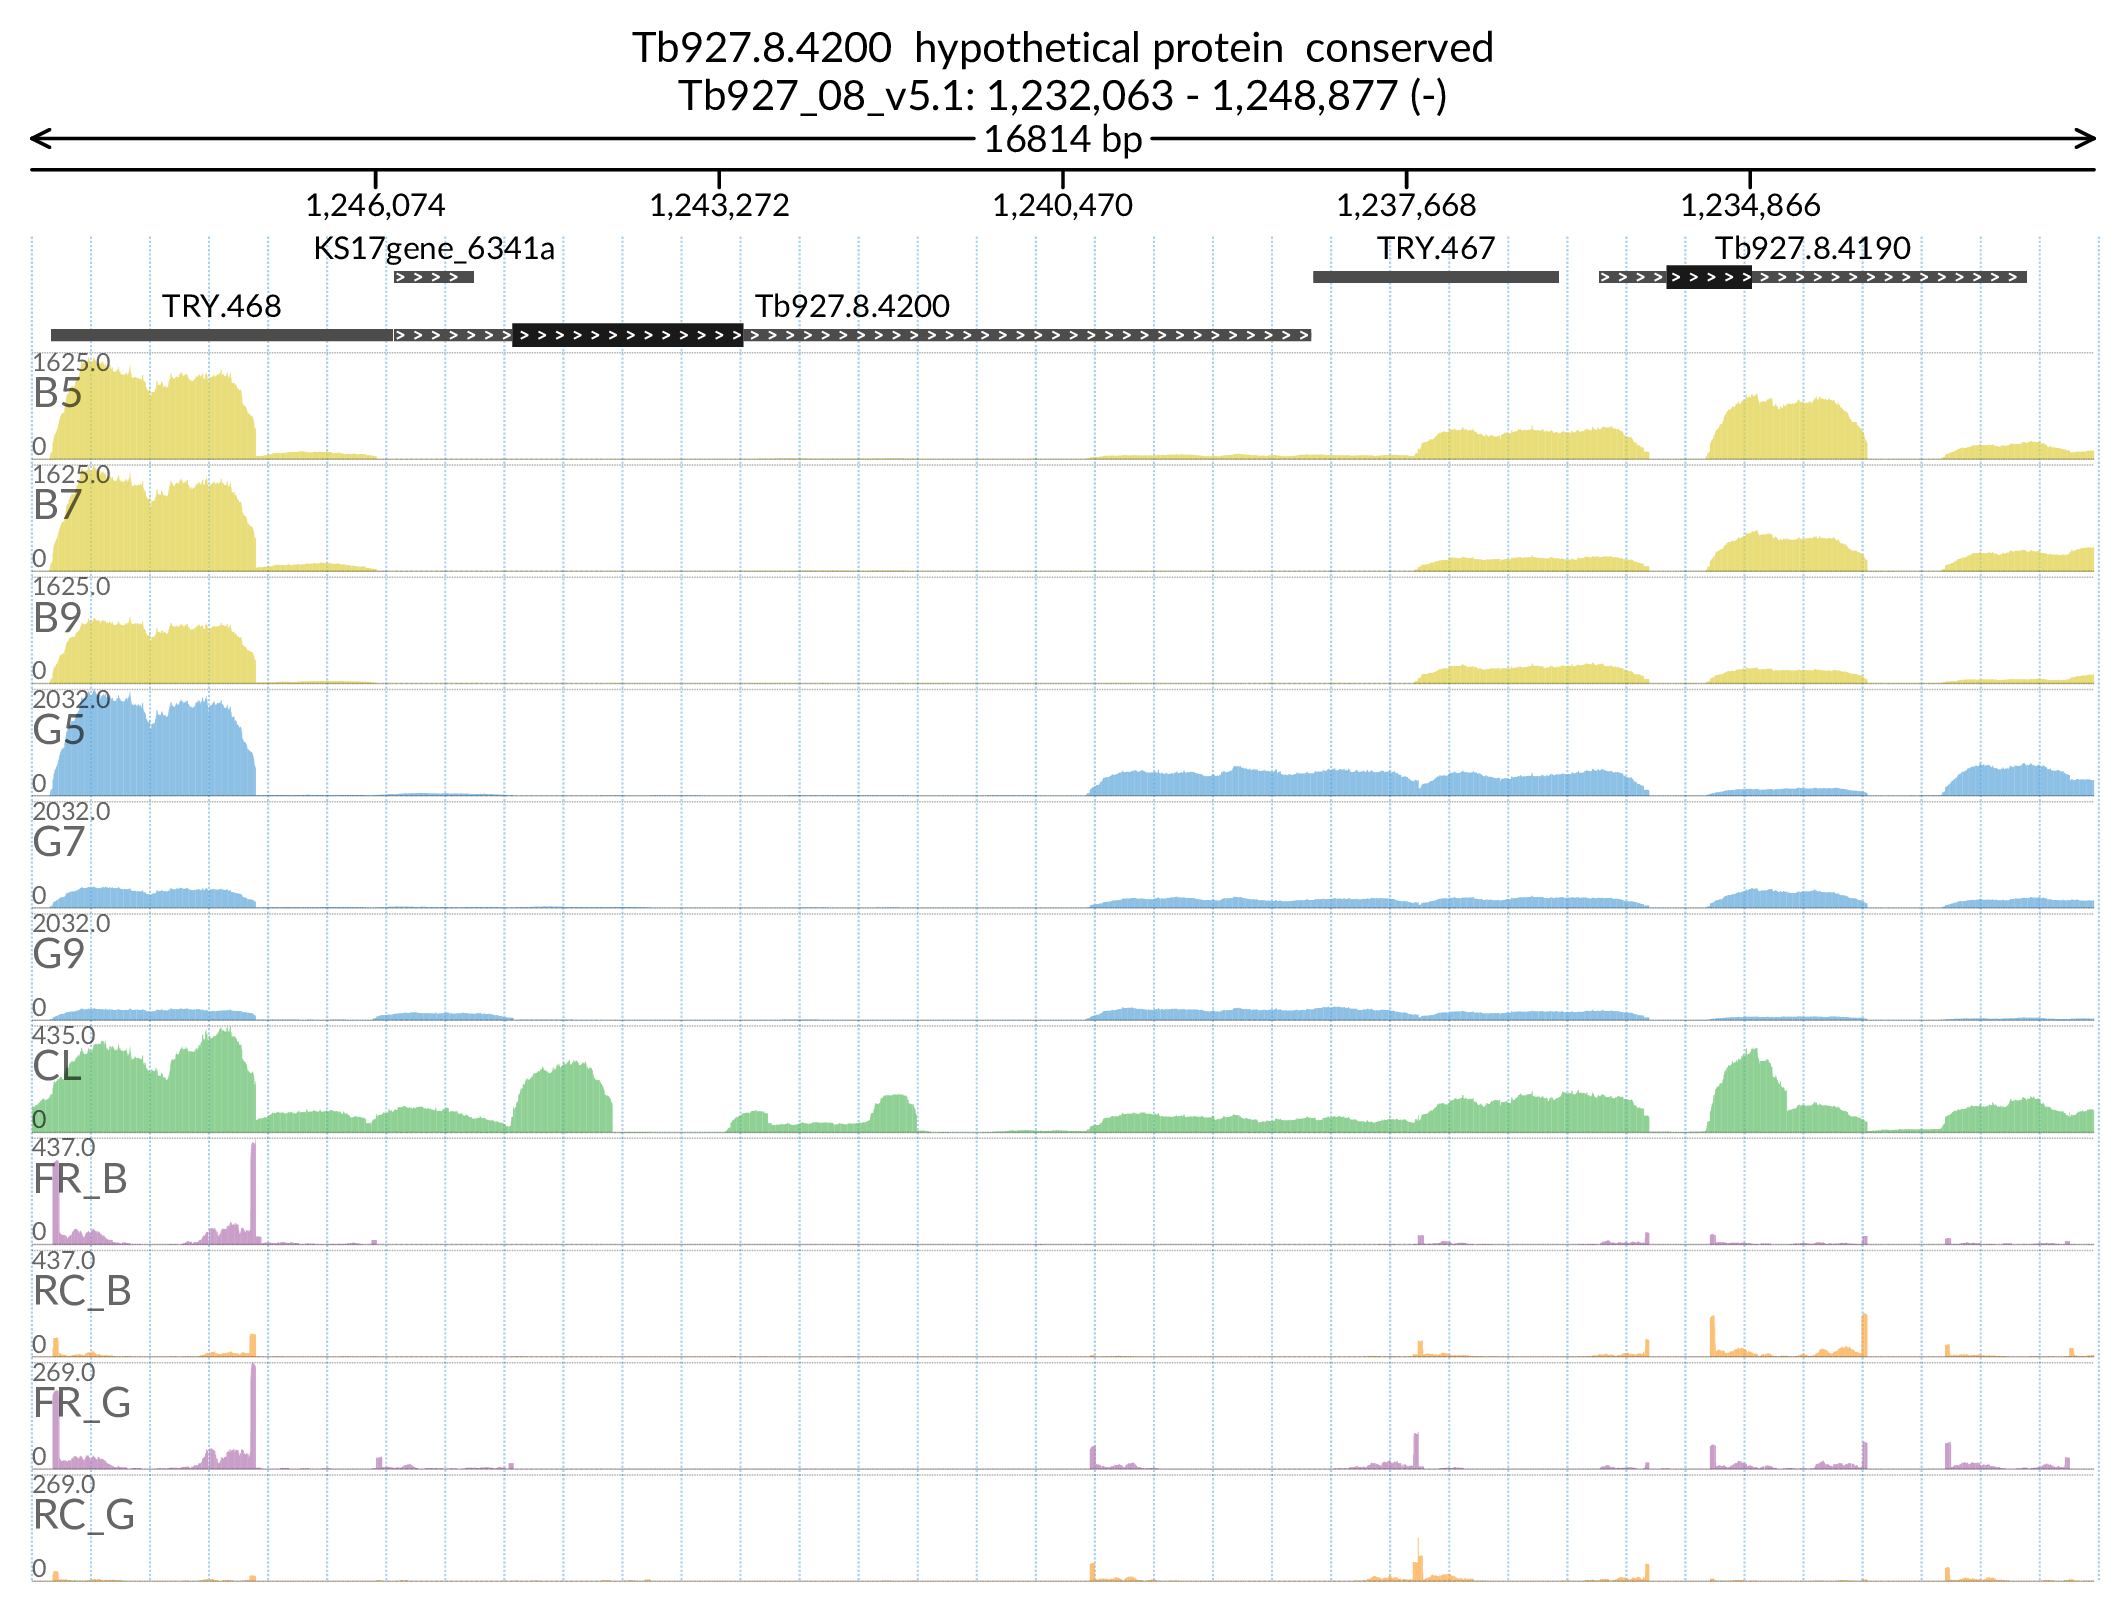 Tb927.8.4200  hypothetical protein  conserved
Tb927_08_v5.1: 1,232,063 - 1,248,877 (-)
16814 bp
1,246,074 1,243,272 1,240,470 1,237,668 1,234,866
KS17gene_6341a TRY.467 Tb927.8.4190
TRY.468 Tb927.8.4200
1625.0
B5
0
1625.0
B7
0
1625.0
B9
0
2032.0
G5
0
2032.0
G7
0
2032.0
G9
0
435.0
CL
0
437.0
FR_B
0
437.0
RC_B
0
269.0
FR_G
0
269.0
RC_G
0